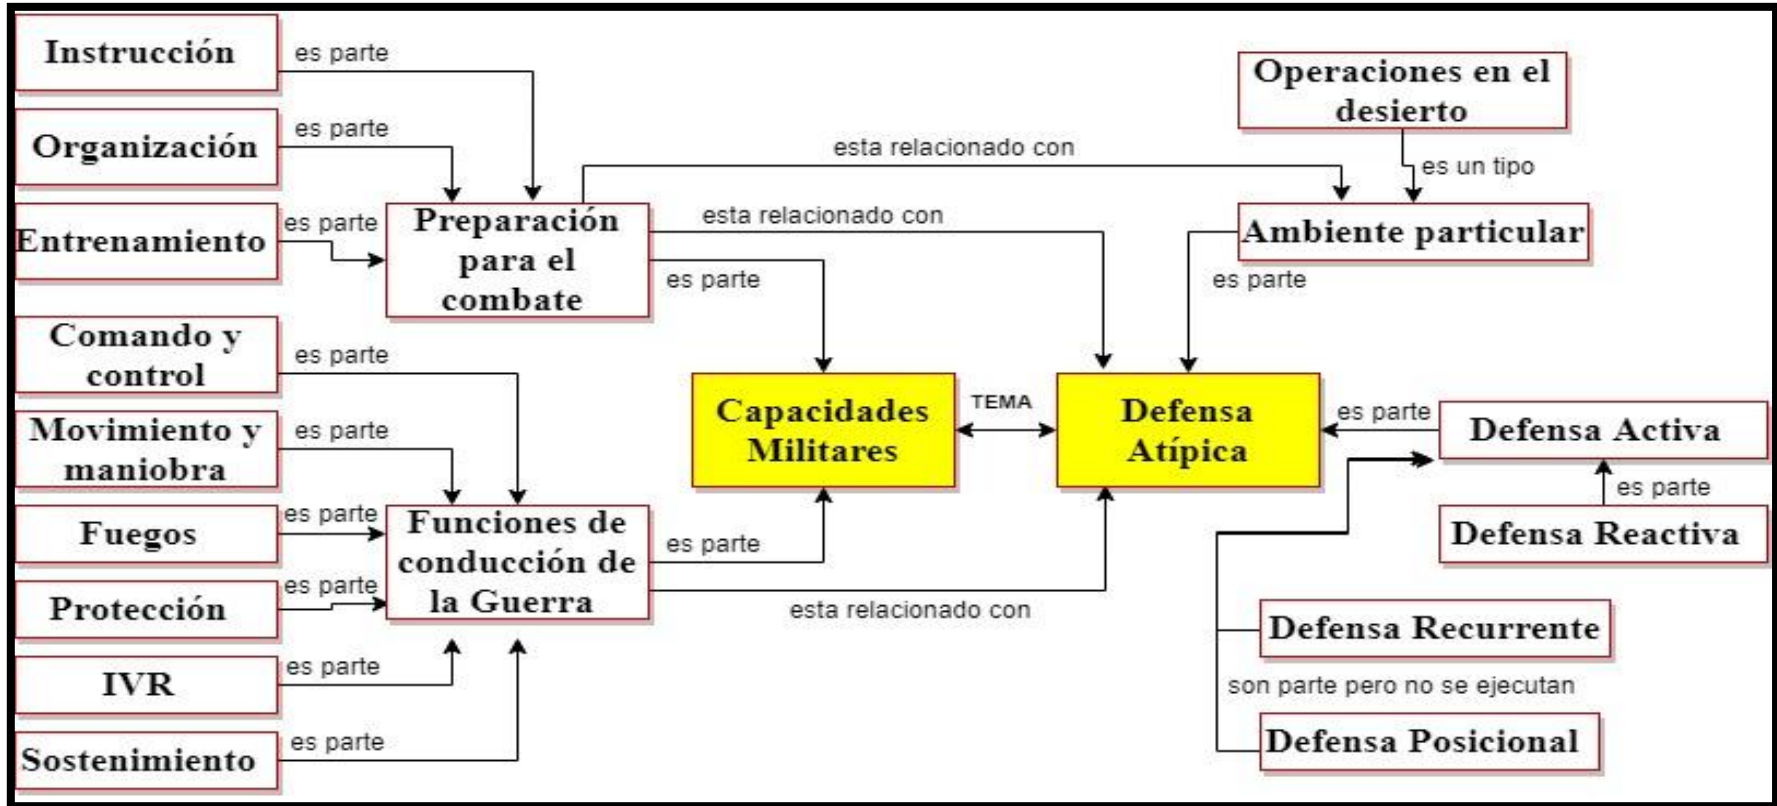 Instrucción
es parte
Organización
es parte
Entrenamiento
es parte
Preparación
para el
combate
esta relacionado con
esta relacionado con
es parte
Operaciones en el
desierto
es un tipo
Ambiente particular
es parte
Comando y
control
es parte
Movimiento y
maniobra
es parte
Fuegos
es parte
Protección
es parte
IVR
es parte
Sostenimiento
es parte
Funciones de
conducción de
la Guerra
es parte
esta relacionado con
Capacidades
Militares
TEMA
Defensa
Atípica
es parte
Defensa Activa
es parte
Defensa Reactiva
Defensa Recurrente
son parte pero no se ejecutan
Defensa Posicional